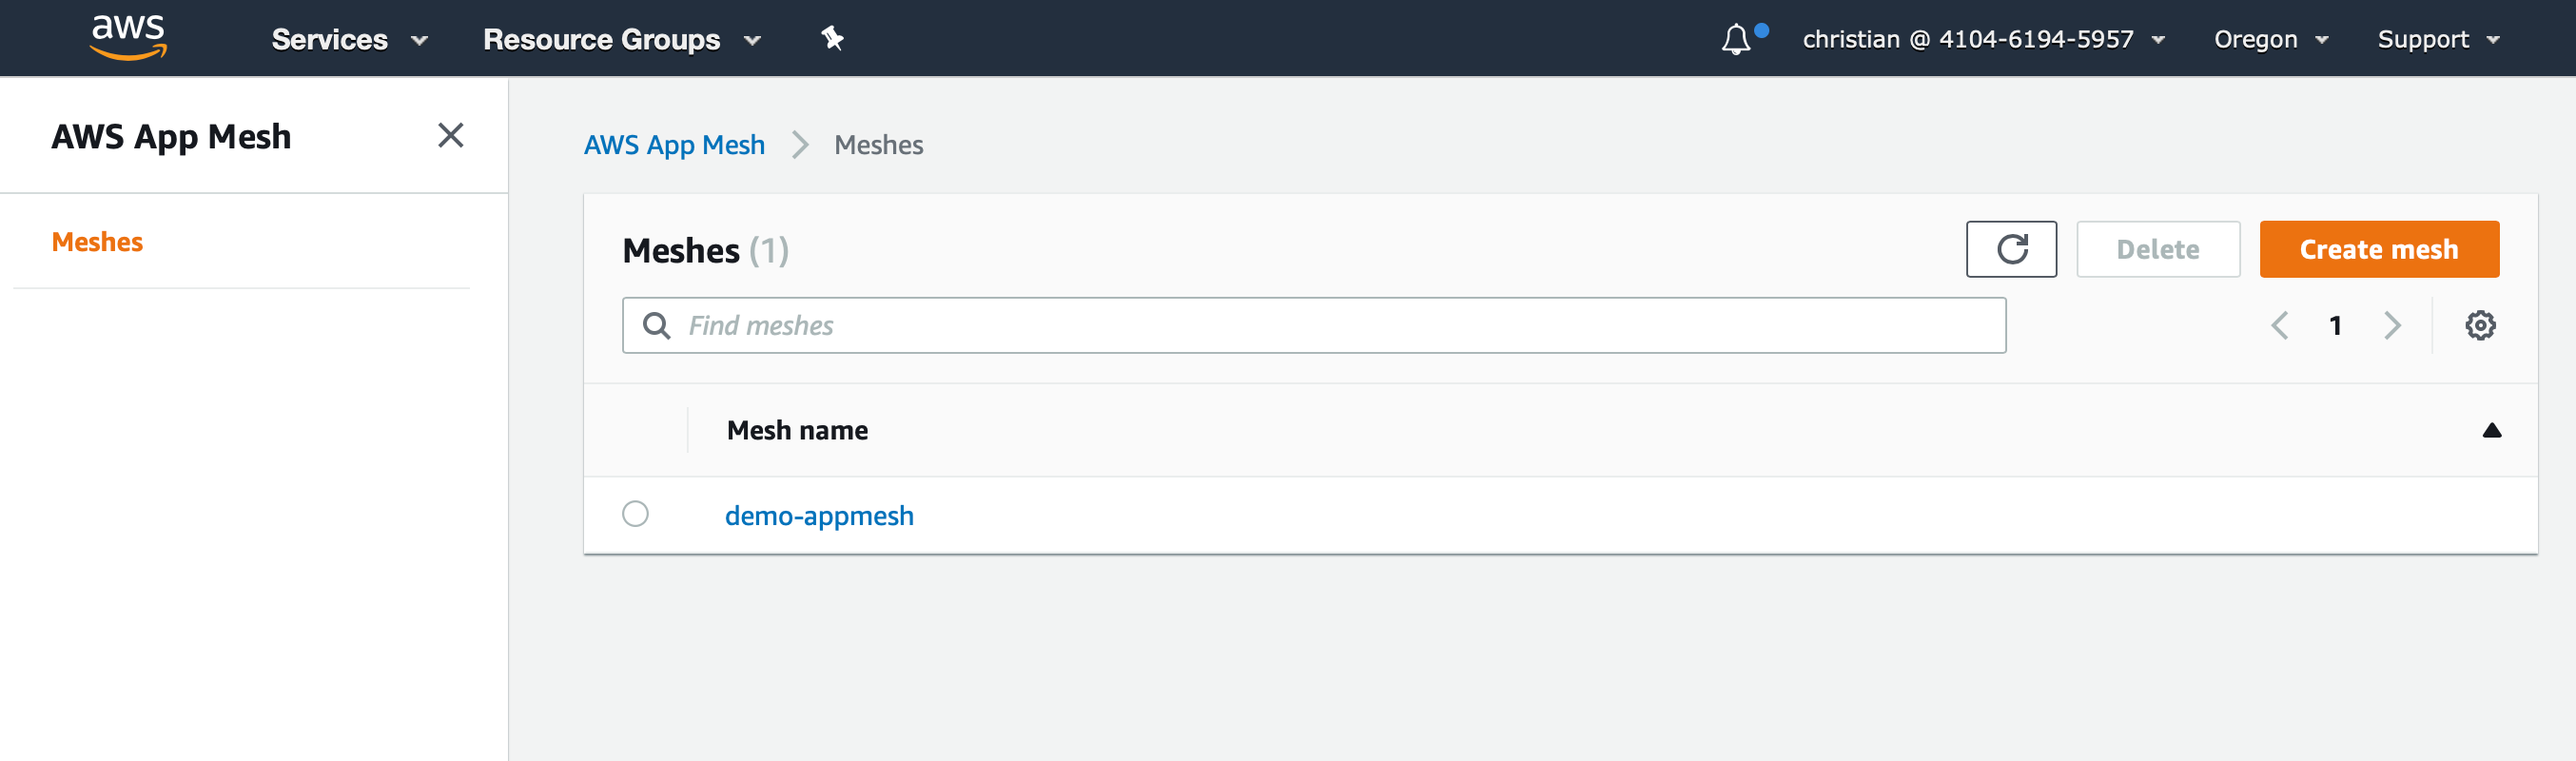 aws Services Resource Groups christian @ 4104-6194-5957 Oregon Support
AWS App Mesh
Meshes
AWS App Mesh Meshes
Meshes (1) Delete Create mesh
Find meshes 1
Mesh name
demo-appmesh